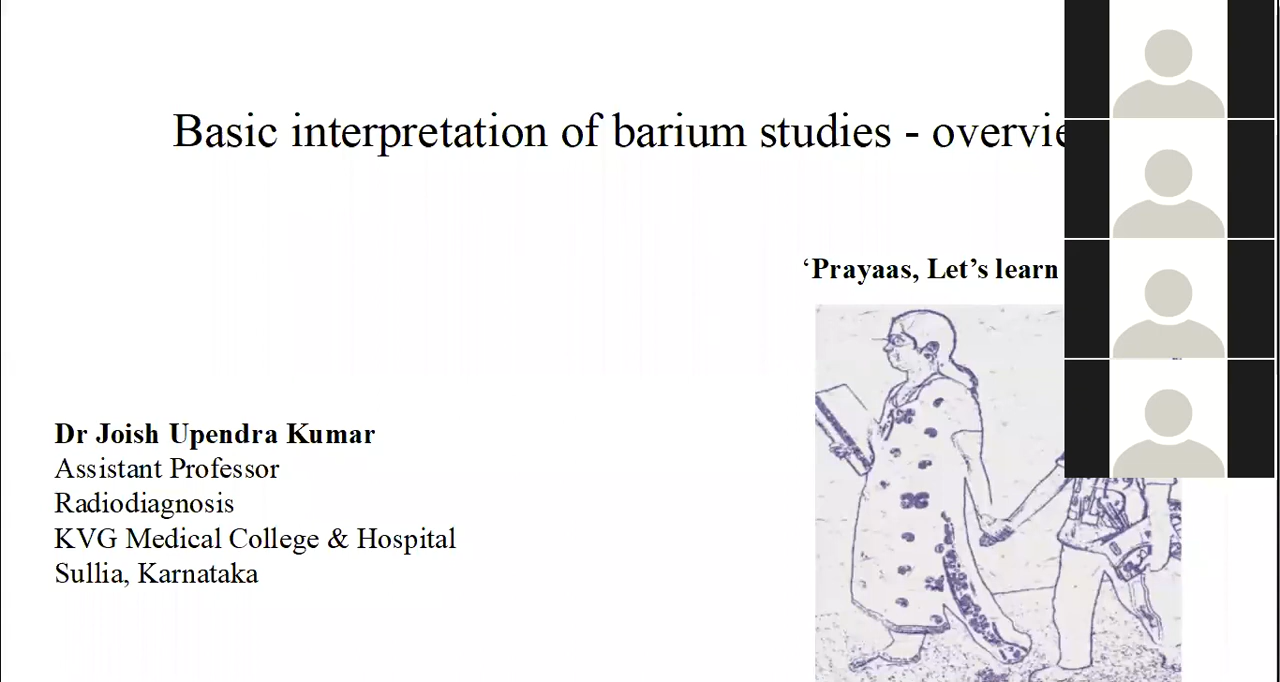 Basic interpretation of barium studies - overvie
‘Prayaas, Let’s learn
Dr Joish Upendra Kumar
Assistant Professor
Radiodiagnosis
KVG Medical College & Hospital
Sullia, Karnataka